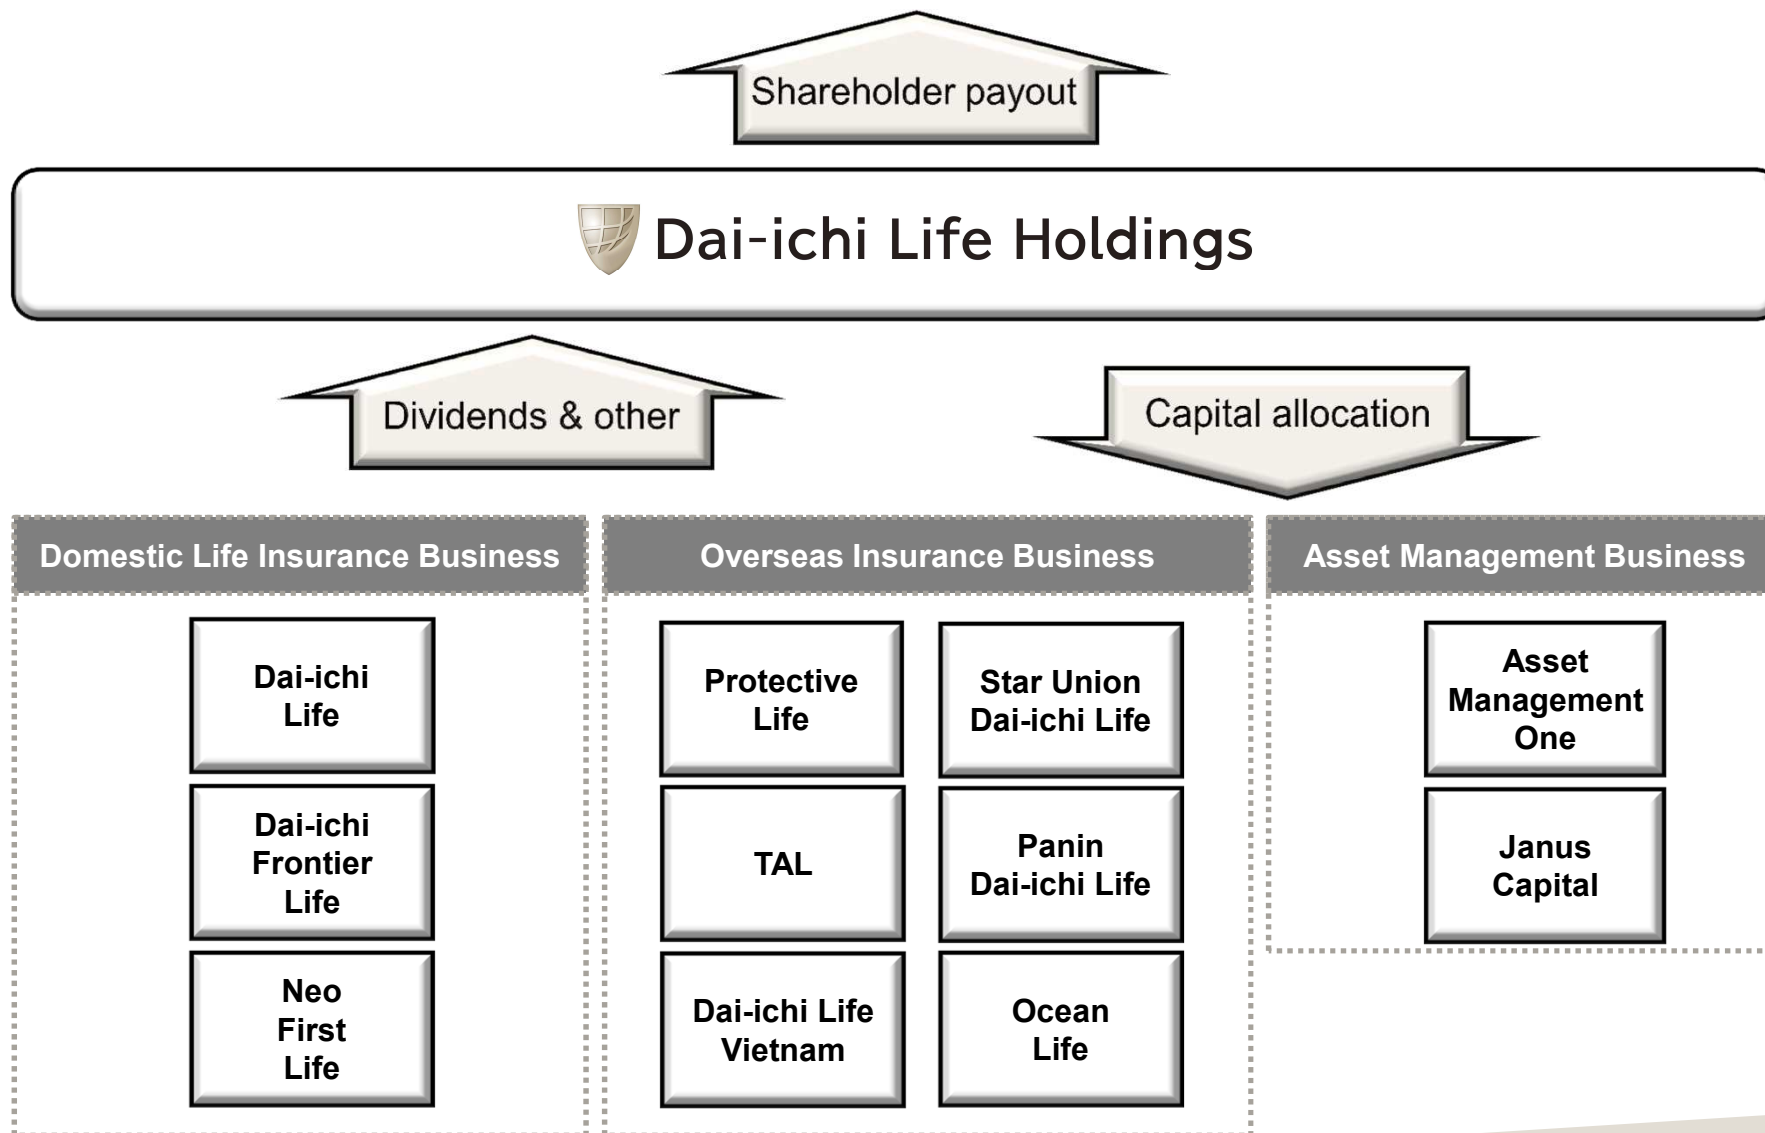 Shareholder payout
Dai-ichi Life Holdings
Dividends & other
Capital allocation
Domestic Life Insurance Business
Dai-ichi
Life
Dai-ichi
Frontier
Life
Neo
First
Life
Overseas Insurance Business
Protective
Life
Star Union
Dai-ichi Life
TAL
Panin
Dai-ichi Life
Dai-ichi Life
Vietnam
Ocean
Life
Asset Management Business
Asset
Management
One
Janus
Capital